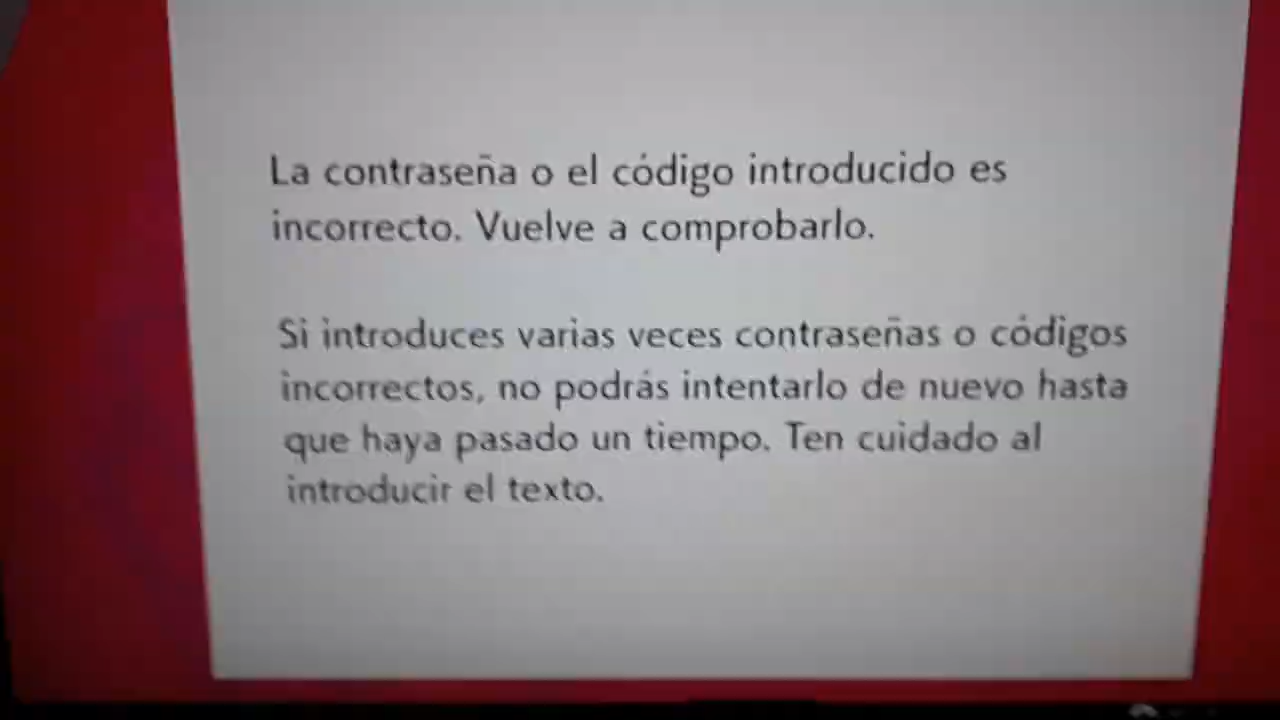 La contraseña o el código introducido es
incorrecto. Vuelve a comprobarlo.
Si introduces varias veces contraseñas o códigos
incorrectos, no podrás intentarlo de nuevo hasta
que haya pasado un tiempo. Ten cuidado al
introducir el texto.